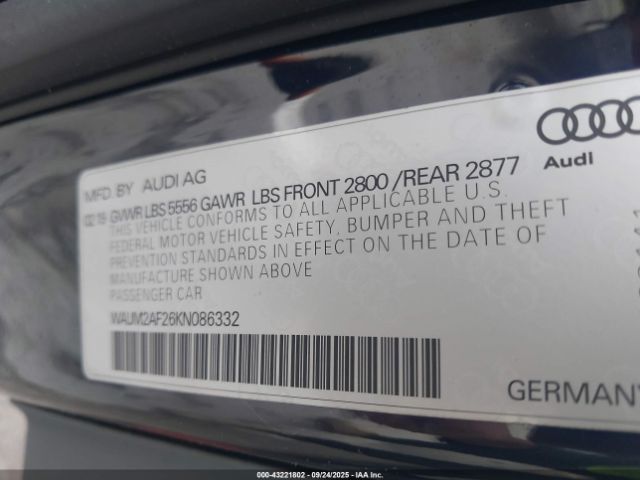 MFD. BY AUDI AG
02 19 GVWR LBS 5556 GAWR LBS FRONT 2800 /REAR 2877
THIS VEHICLE CONFORMS TO ALL APPLICABLE U.S.
FEDERAL MOTOR VEHICLE SAFETY, BUMPER AND THEFT
PREVENTION STANDARDS IN EFFECT ON THE DATE OF
MANUFACTURE SHOWN ABOVE
PASSENGER CAR
WAUM2AF26KN086332
Audi
GERMANY
000-43221802 - 09/24/2025 - IAA Inc.